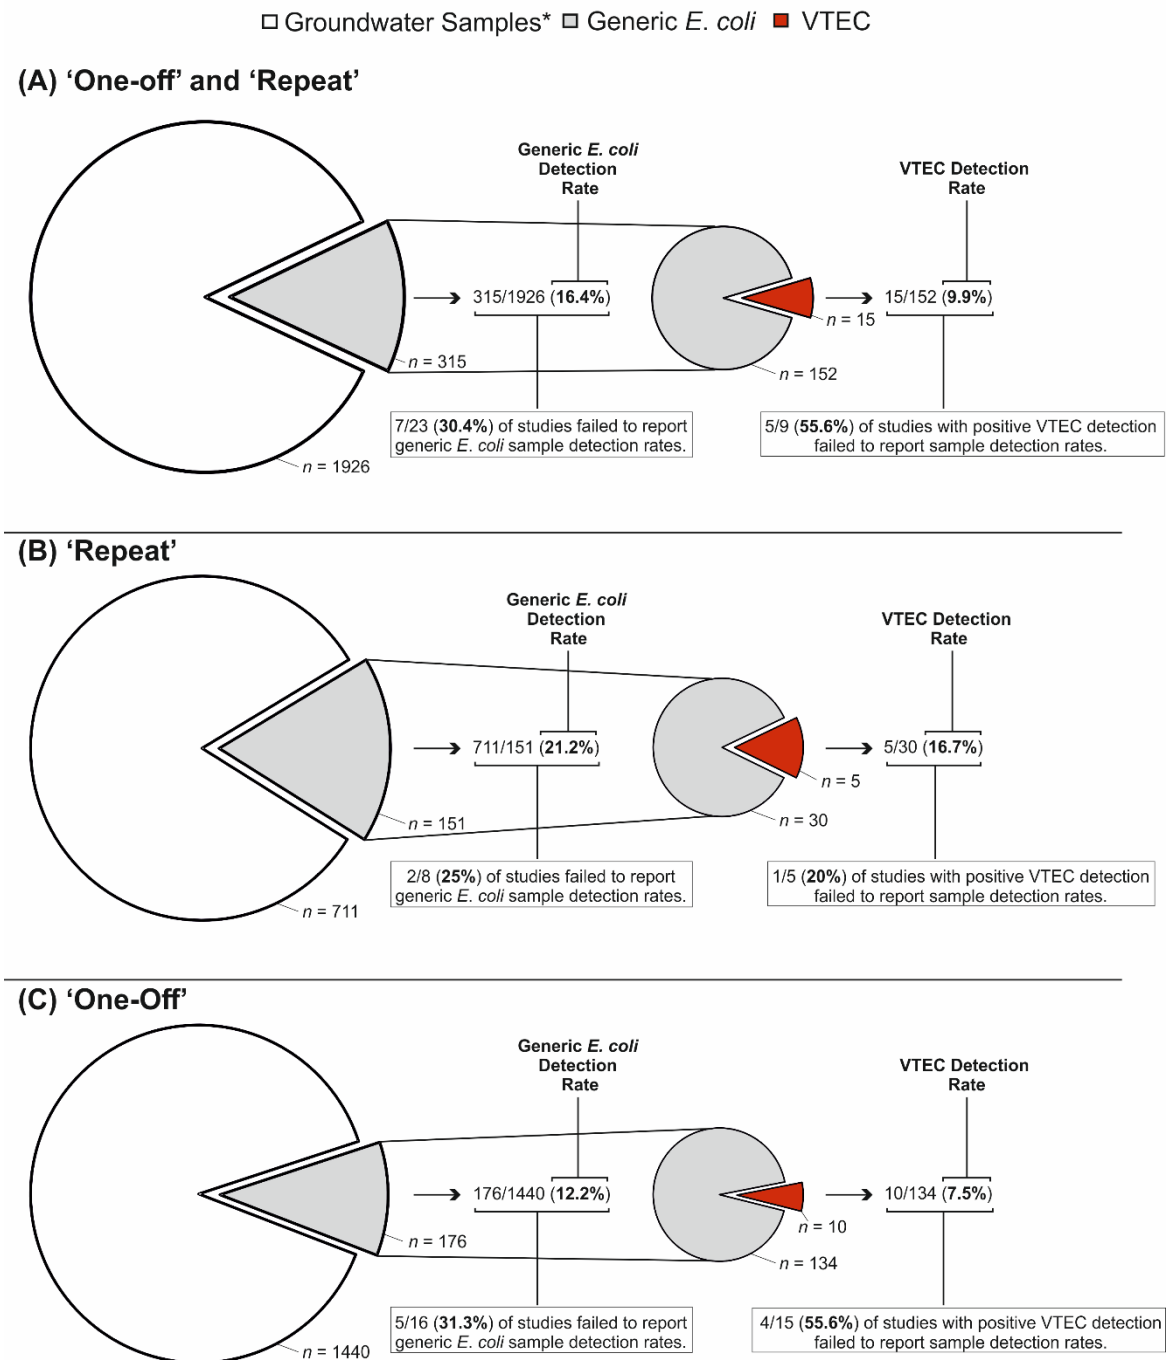 Groundwater Samples* Generic E. coli VTEC
(A) ‘One-off’ and ‘Repeat’
Generic E. coli
Detection
Rate
VTEC Detection
Rate
315/1926 (16.4%)
15/152 (9.9%)
n = 15
n = 315
n = 152
7/23 (30.4%) of studies failed to report
generic E. coli sample detection rates.
5/9 (55.6%) of studies with positive VTEC detection
failed to report sample detection rates.
n = 1926
(B) ‘Repeat’
Generic E. coli
Detection
Rate
VTEC Detection
Rate
711/151 (21.2%)
5/30 (16.7%)
n = 5
n = 151
n = 30
2/8 (25%) of studies failed to report
generic E. coli sample detection rates.
1/5 (20%) of studies with positive VTEC detection
failed to report sample detection rates.
n = 711
(C) ‘One-Off’
Generic E. coli
Detection
Rate
VTEC Detection
Rate
176/1440 (12.2%)
10/134 (7.5%)
n = 10
n = 176
n = 134
5/16 (31.3%) of studies failed to report
generic E. coli sample detection rates.
4/15 (55.6%) of studies with positive VTEC detection
failed to report sample detection rates.
n = 1440